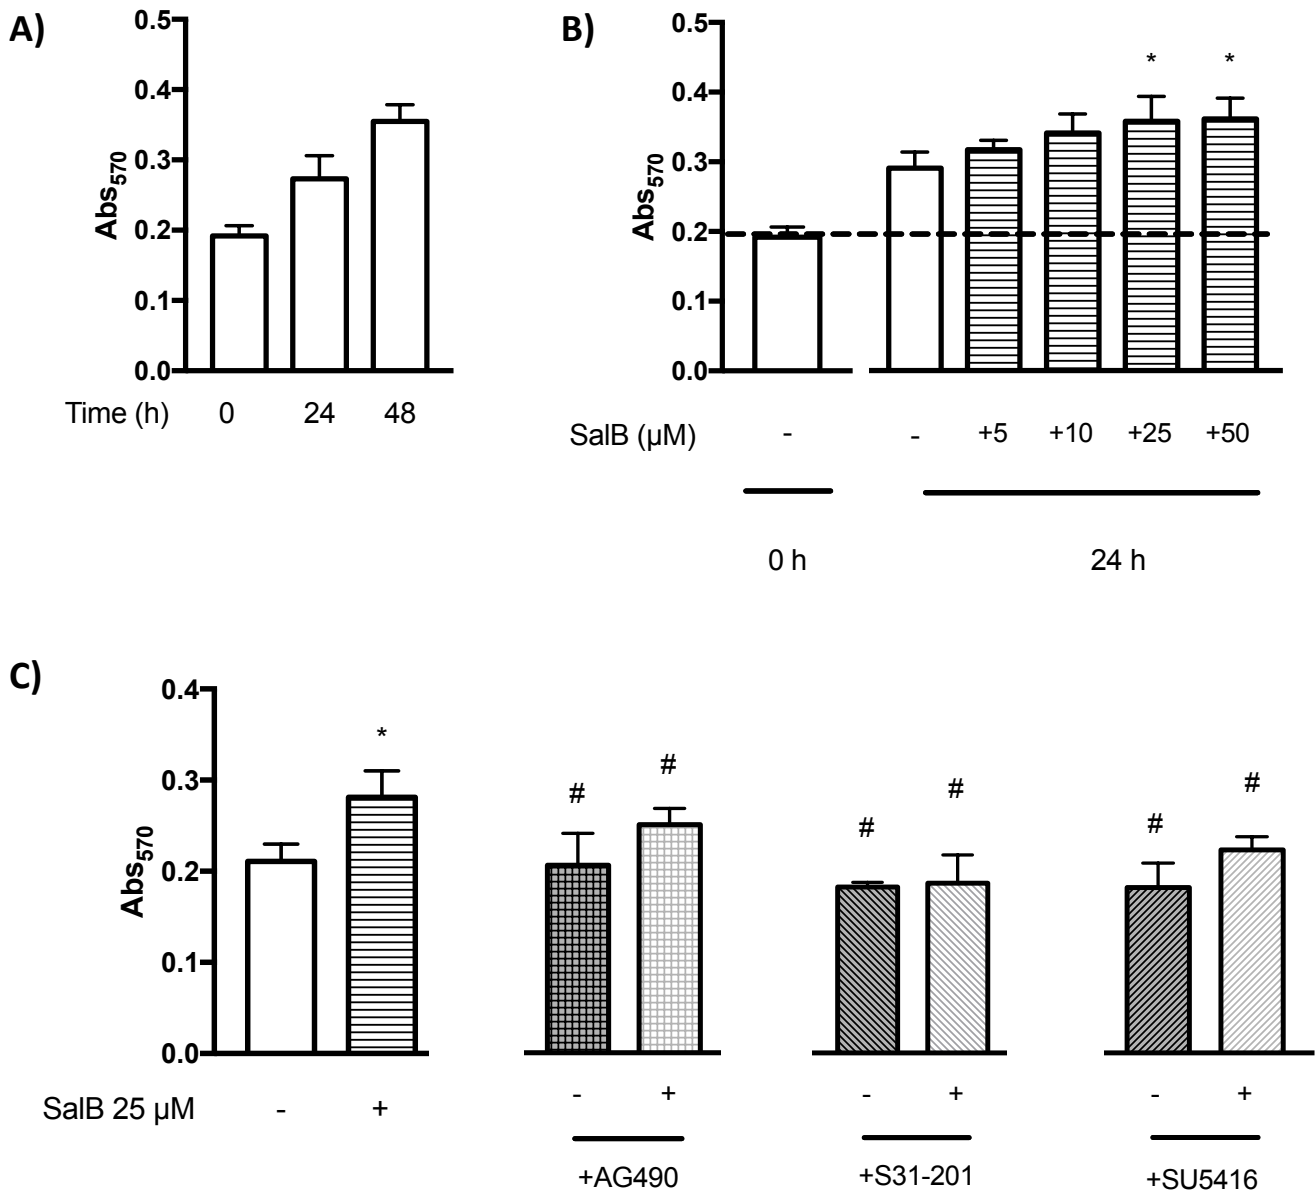 A)
0.5
0.4
0.3
0.2
0.1
0.0
Abs570
Time (h) 0 24 48
B)
0.5
0.4
0.3
0.2
0.1
0.0
Abs570
* *
SalB (µM) - - +5 +10 +25 +50
0 h 24 h
C)
0.4
0.3
0.2
0.1
0.0
Abs570
* # # # # # #
SalB 25 µM - + - + - + - +
+AG490 +S31-201 +SU5416